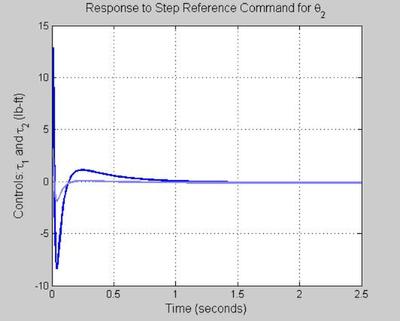 Response to Step Reference Command for θ₂
Controls: τ₁ and τ₂ (lb-ft)
15
10
5
0
-5
-10
0 0.5 1 1.5 2 2.5
Time (seconds)